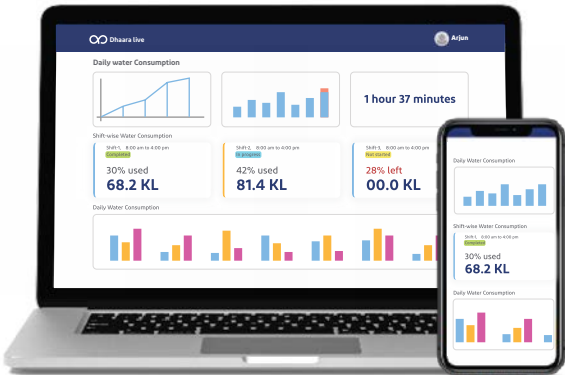 Dhaara live
Arjun
Daily water Consumption
1 hour 37 minutes
Shift-wise Water Consumption
Shift-1, 8:00 am to 4:00 pm
Completed
30% used
68.2 KL
Shift-2, 8:00 am to 4:00 pm
In progress
42% used
81.4 KL
Shift-3, 8:00 am to 4:00 pm
Not started
28% left
00.0 KL
Daily Water Consumption
Daily Water Consumption
Shift-wise Water Consumption
Shift-1, 8:00 am to 4:00 pm
Completed
30% used
68.2 KL
Daily Water Consumption